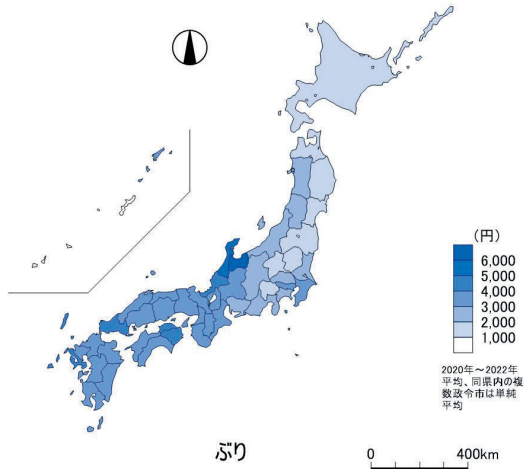 (円)
6,000
5,000
4,000
3,000
2,000
1,000
2020年～2022年
平均、同県内の複
数政令市は単純
平均
ぶり
0 400km